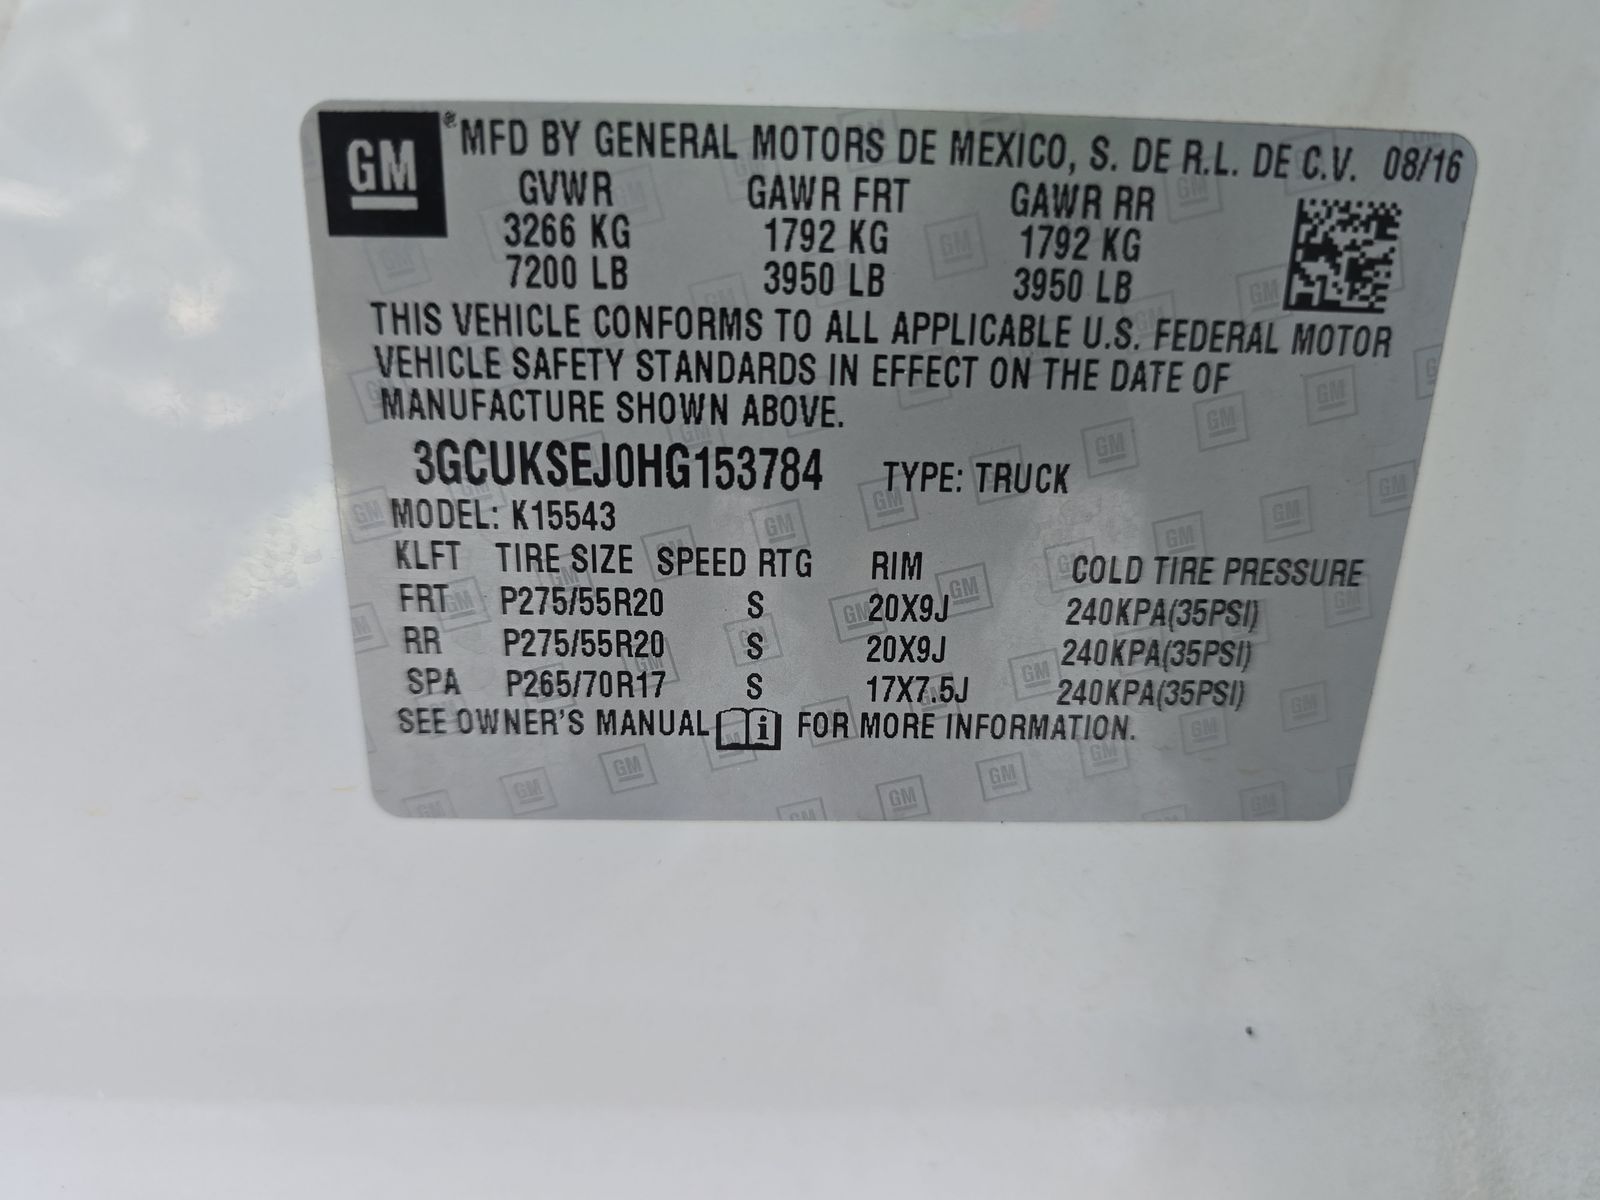 GM ® MFD BY GENERAL MOTORS DE MEXICO, S. DE R.L. DE C.V. 08/16
GVWR GAWR FRT GAWR RR
3266 KG 1792 KG 1792 KG
7200 LB 3950 LB 3950 LB
THIS VEHICLE CONFORMS TO ALL APPLICABLE U.S. FEDERAL MOTOR
VEHICLE SAFETY STANDARDS IN EFFECT ON THE DATE OF
MANUFACTURE SHOWN ABOVE.
3GCUKSEJ0HG153784 TYPE: TRUCK
MODEL: K15543
KLFT TIRE SIZE SPEED RTG RIM COLD TIRE PRESSURE
FRT P275/55R20 S 20X9J 240KPA(35PSI)
RR P275/55R20 S 20X9J 240KPA(35PSI)
SPA P265/70R17 S 17X7.5J 240KPA(35PSI)
SEE OWNER'S MANUAL i FOR MORE INFORMATION.